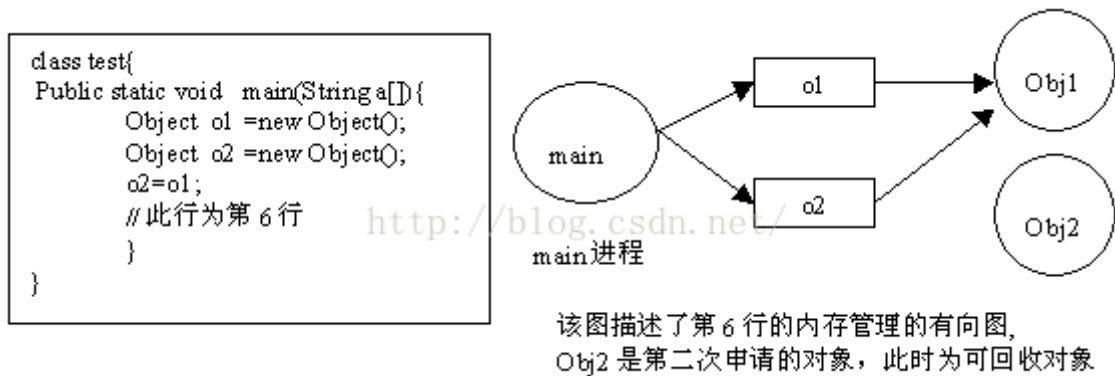 class test{
Public static void main(String a[]){
Object o1 =new Object();
Object o2 =new Object();
o2=o1;
//此行为第6行
}
}
main
o1
o2
Obj1
Obj2
main进程
http://blog.csdn.net/
该图描述了第6行的内存管理的有向图,
Obj2是第二次申请的对象，此时为可回收对象